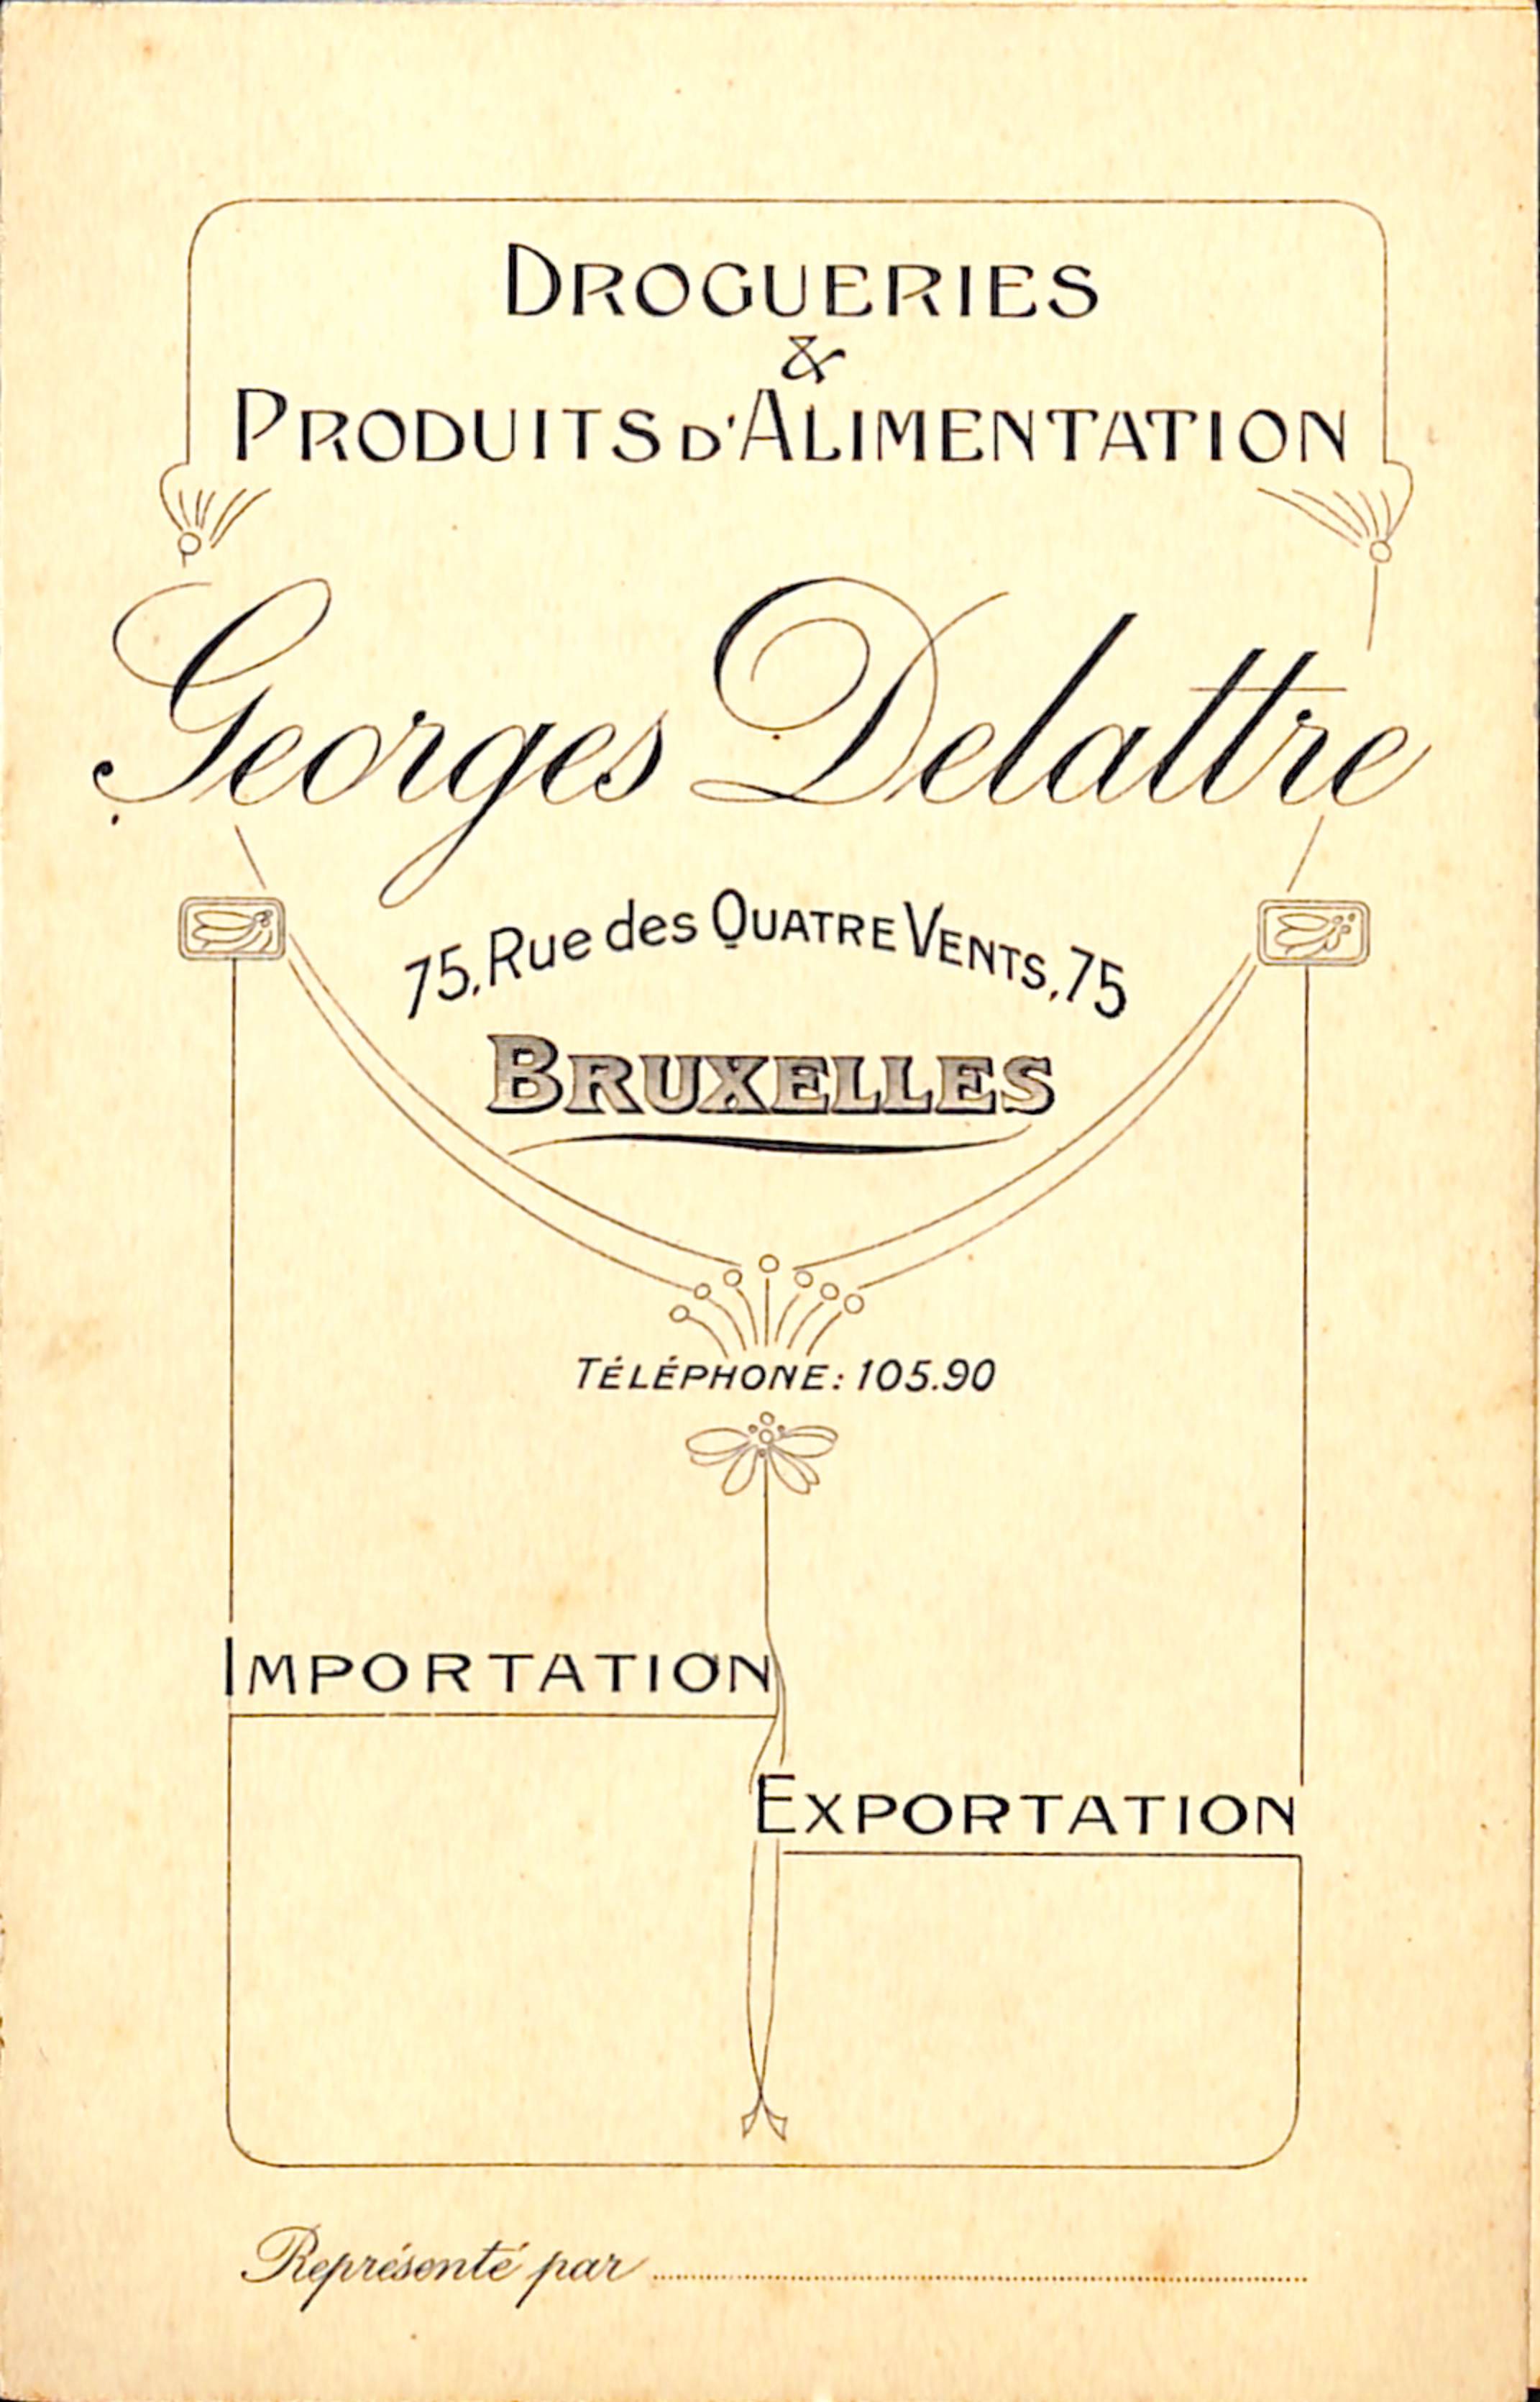 DROGUERIES
&
PRODUITS D'ALIMENTATION
Georges Delattre
75, Rue des QUATRE VENTS, 75
BRUXELLES
TÉLÉPHONE: 105.90
IMPORTATION
EXPORTATION
Représenté par